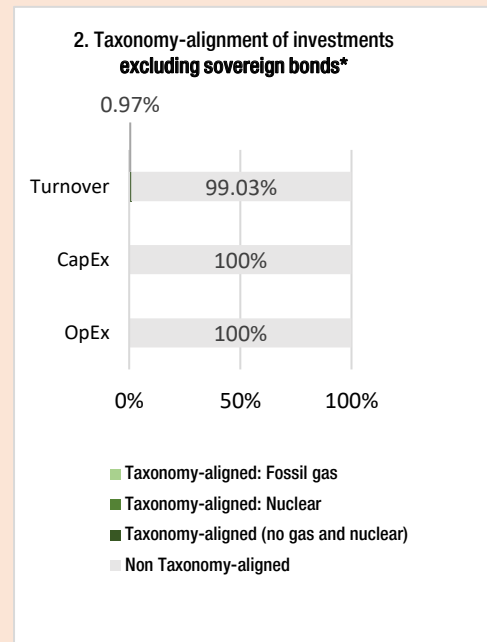 2. Taxonomy-alignment of investments
excluding sovereign bonds*
0.97%
Turnover
99.03%
CapEx
100%
OpEx
100%
0%
50%
100%
Taxonomy-aligned: Fossil gas
Taxonomy-aligned: Nuclear
Taxonomy-aligned (no gas and nuclear)
Non Taxonomy-aligned